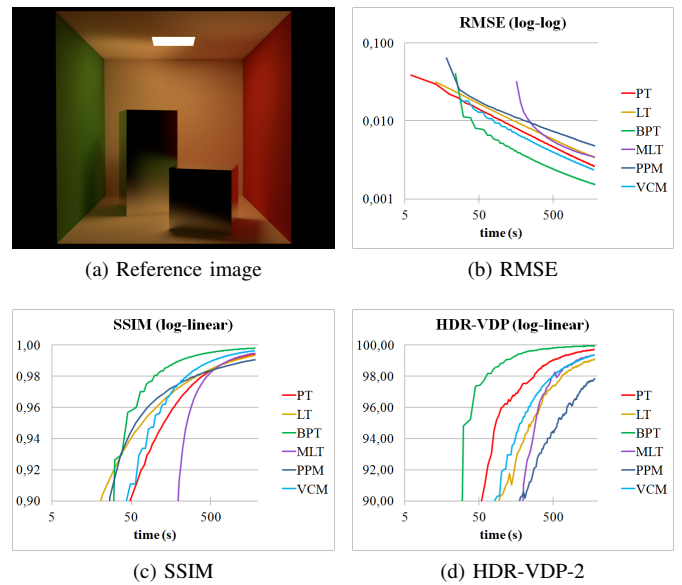 (a) Reference image
RMSE (log-log)
0,100
0,010
0,001
5
50
500
time (s)
PT
LT
BPT
MLT
PPM
VCM
(b) RMSE
SSIM (log-linear)
1,00
0,98
0,96
0,94
0,92
0,90
5
50
500
time (s)
PT
LT
BPT
MLT
PPM
VCM
(c) SSIM
HDR-VDP (log-linear)
100,00
98,00
96,00
94,00
92,00
90,00
5
50
500
time (s)
PT
LT
BPT
MLT
PPM
VCM
(d) HDR-VDP-2